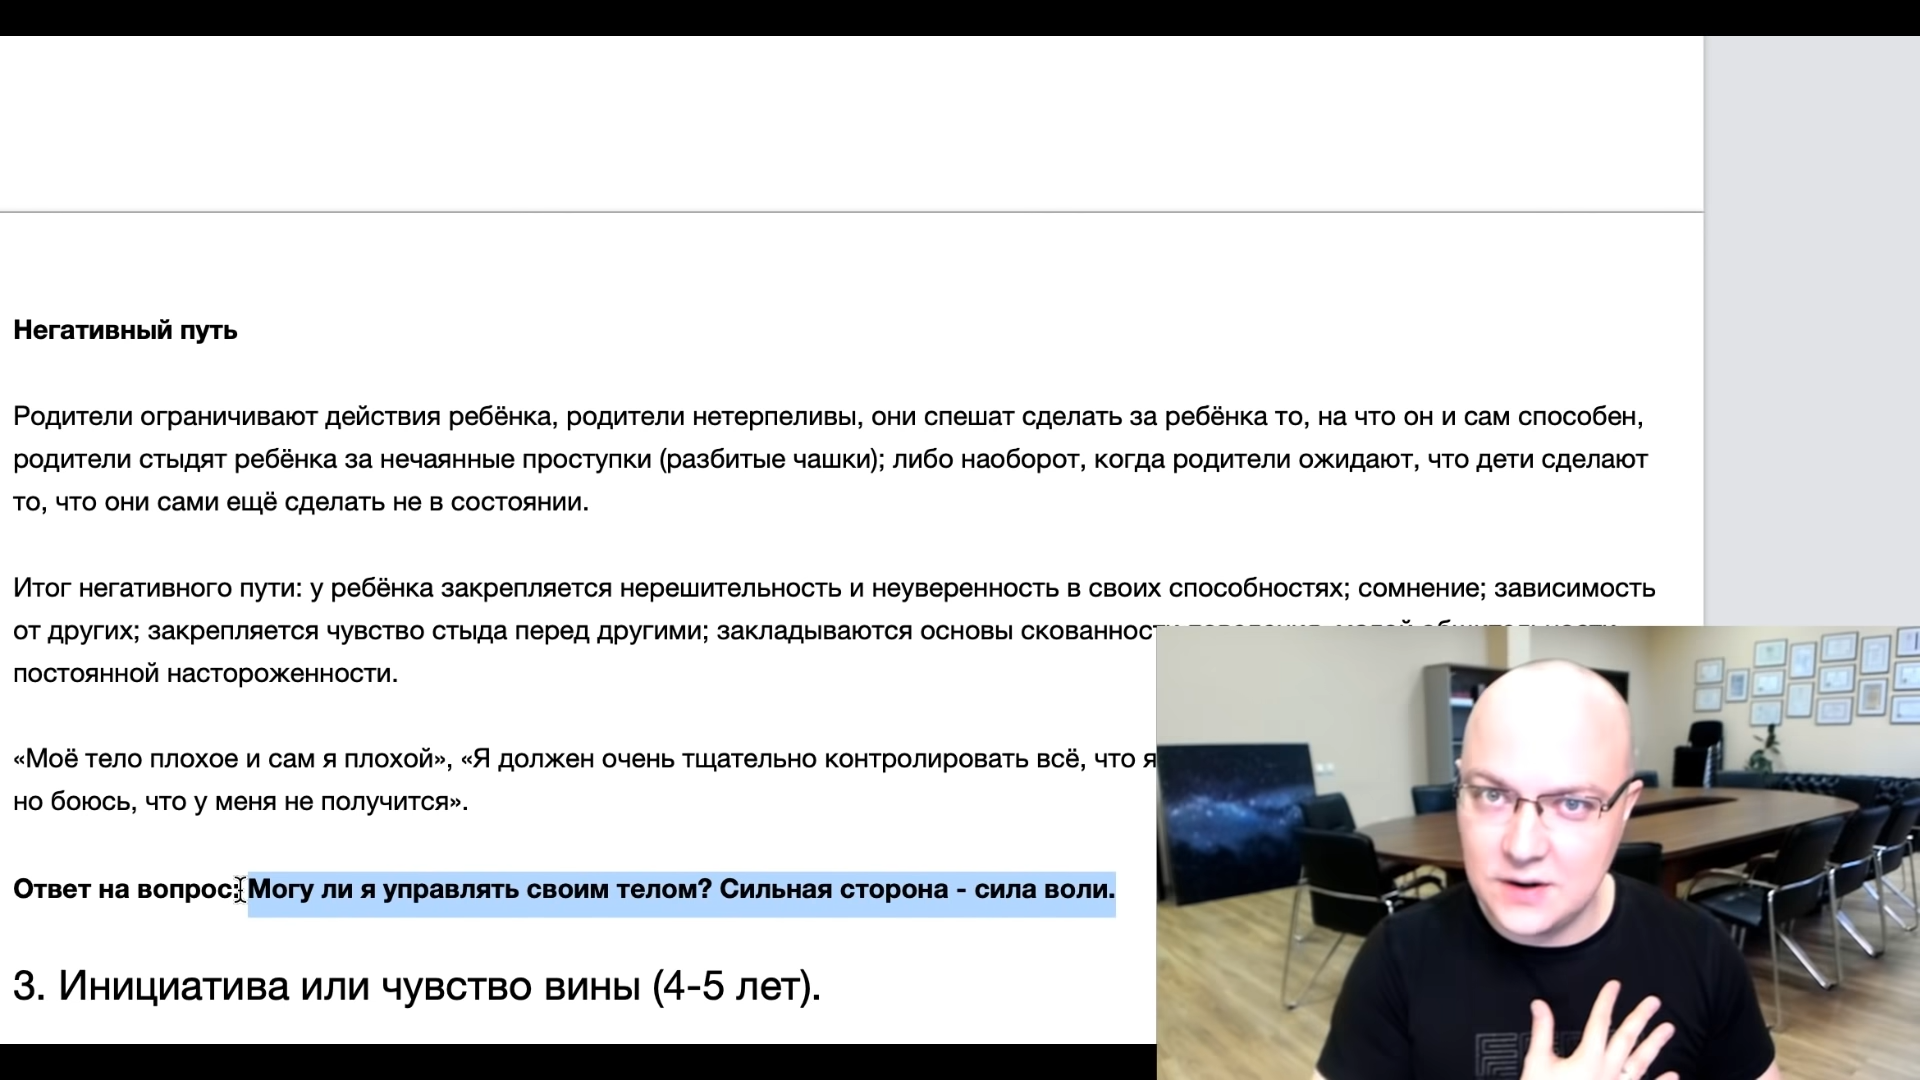 Негативный путь
Родители ограничивают действия ребёнка, родители нетерпеливы, они спешат сделать за ребёнка то, на что он и сам способен,
родители стыдят ребёнка за нечаянные проступки (разбитые чашки); либо наоборот, когда родители ожидают, что дети сделают
то, что они сами ещё сделать не в состоянии.
Итог негативного пути: у ребёнка закрепляется нерешительность и неуверенность в своих способностях; сомнение; зависимость
от других; закрепляется чувство стыда перед другими; закладываются основы скованности
постоянной настороженности.
«Моё тело плохое и сам я плохой», «Я должен очень тщательно контролировать всё, что я
но боюсь, что у меня не получится».
Ответ на вопрос: Могу ли я управлять своим телом? Сильная сторона - сила воли.
3. Инициатива или чувство вины (4-5 лет).